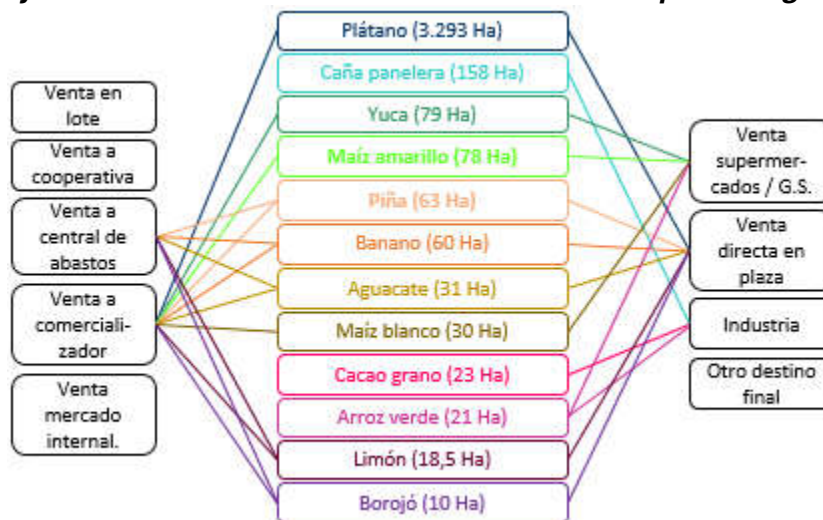 Venta en
lote
Venta a
cooperativa
Venta a
central de
abastos
Venta a
comerciali-
zador
Venta
mercado
internal.
Plátano (3.293 Ha)
Caña panelera (158 Ha)
Yuca (79 Ha)
Maíz amarillo (78 Ha)
Piña (63 Ha)
Banano (60 Ha)
Aguacate (31 Ha)
Maíz blanco (30 Ha)
Cacao grano (23 Ha)
Arroz verde (21 Ha)
Limón (18,5 Ha)
Borojó (10 Ha)
Venta
supermer-
cados / G.S.
Venta
directa en
plaza
Industria
Otro destino
final